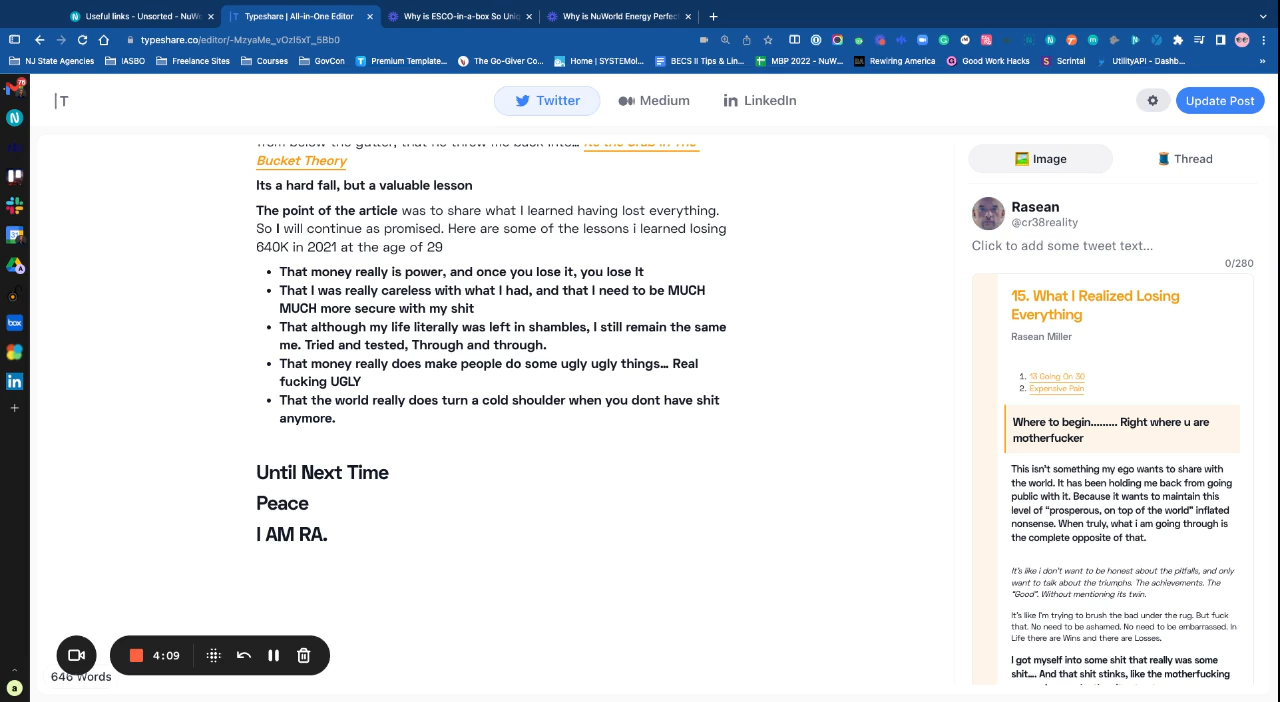 Useful links - Unsorted - NuWo
Typeshare | All-in-One Editor
Why is ESCO-in-a-box So Uniq
Why is NuWorld Energy Perfect
typeshare.co/editor/-MzyaMe_vOzI5xT_5Bb0
NJ State Agencies
IASBO
Freelance Sites
Courses
GovCon
Premium Template...
The Go-Giver Co...
Home | SYSTEMol...
BECS II Tips & Lin...
MBP 2022 - NuW...
Rewiring America
Good Work Hacks
Scrintal
UtilityAPI - Dashb...
»
|T
Twitter
Medium
LinkedIn
Update Post
from below the gutter, that he threw me back into... Its the Crab In The
Bucket Theory
Its a hard fall, but a valuable lesson
The point of the article was to share what I learned having lost everything.
So I will continue as promised. Here are some of the lessons i learned losing
640K in 2021 at the age of 29
• That money really is power, and once you lose it, you lose It
• That I was really careless with what I had, and that I need to be MUCH
MUCH more secure with my shit
• That although my life literally was left in shambles, I still remain the same
me. Tried and tested, Through and through.
• That money really does make people do some ugly ugly things... Real
fucking UGLY
• That the world really does turn a cold shoulder when you dont have shit
anymore.
Until Next Time
Peace
I AM RA.
4:09
646 Words
Image
Thread
Rasean
@cr38reality
Click to add some tweet text...
0/280
15. What I Realized Losing
Everything
Rasean Miller
1. 13 Going On 30
2. Expensive Pain
Where to begin......... Right where u are
motherfucker
This isn't something my ego wants to share with
the world. It has been holding me back from going
public with it. Because it wants to maintain this
level of "prosperous, on top of the world" inflated
nonsense. When truly, what i am going through is
the complete opposite of that.
It's like i don't want to be honest about the pitfalls, and only
want to talk about the triumphs. The achievements. The
"Good". Without mentioning its twin.
It's like I'm trying to brush the bad under the rug. But fuck
that. No need to be ashamed. No need to be embarrassed. In
Life there are Wins and there are Losses.
I got myself into some shit that really was some
shit.... And that shit stinks, like the motherfucking